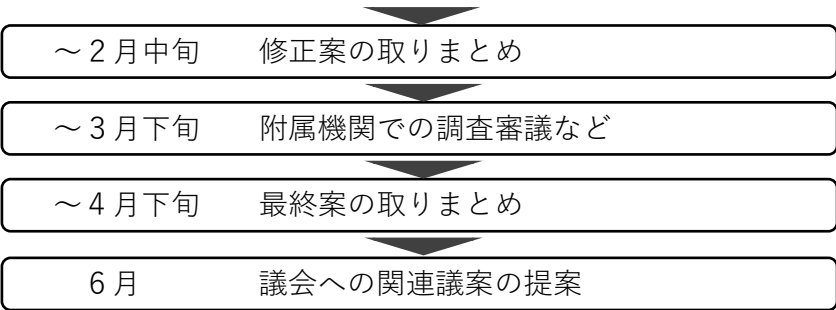 ～２月中旬 修正案の取りまとめ
～３月下旬 附属機関での調査審議など
～４月下旬 最終案の取りまとめ
６月 議会への関連議案の提案